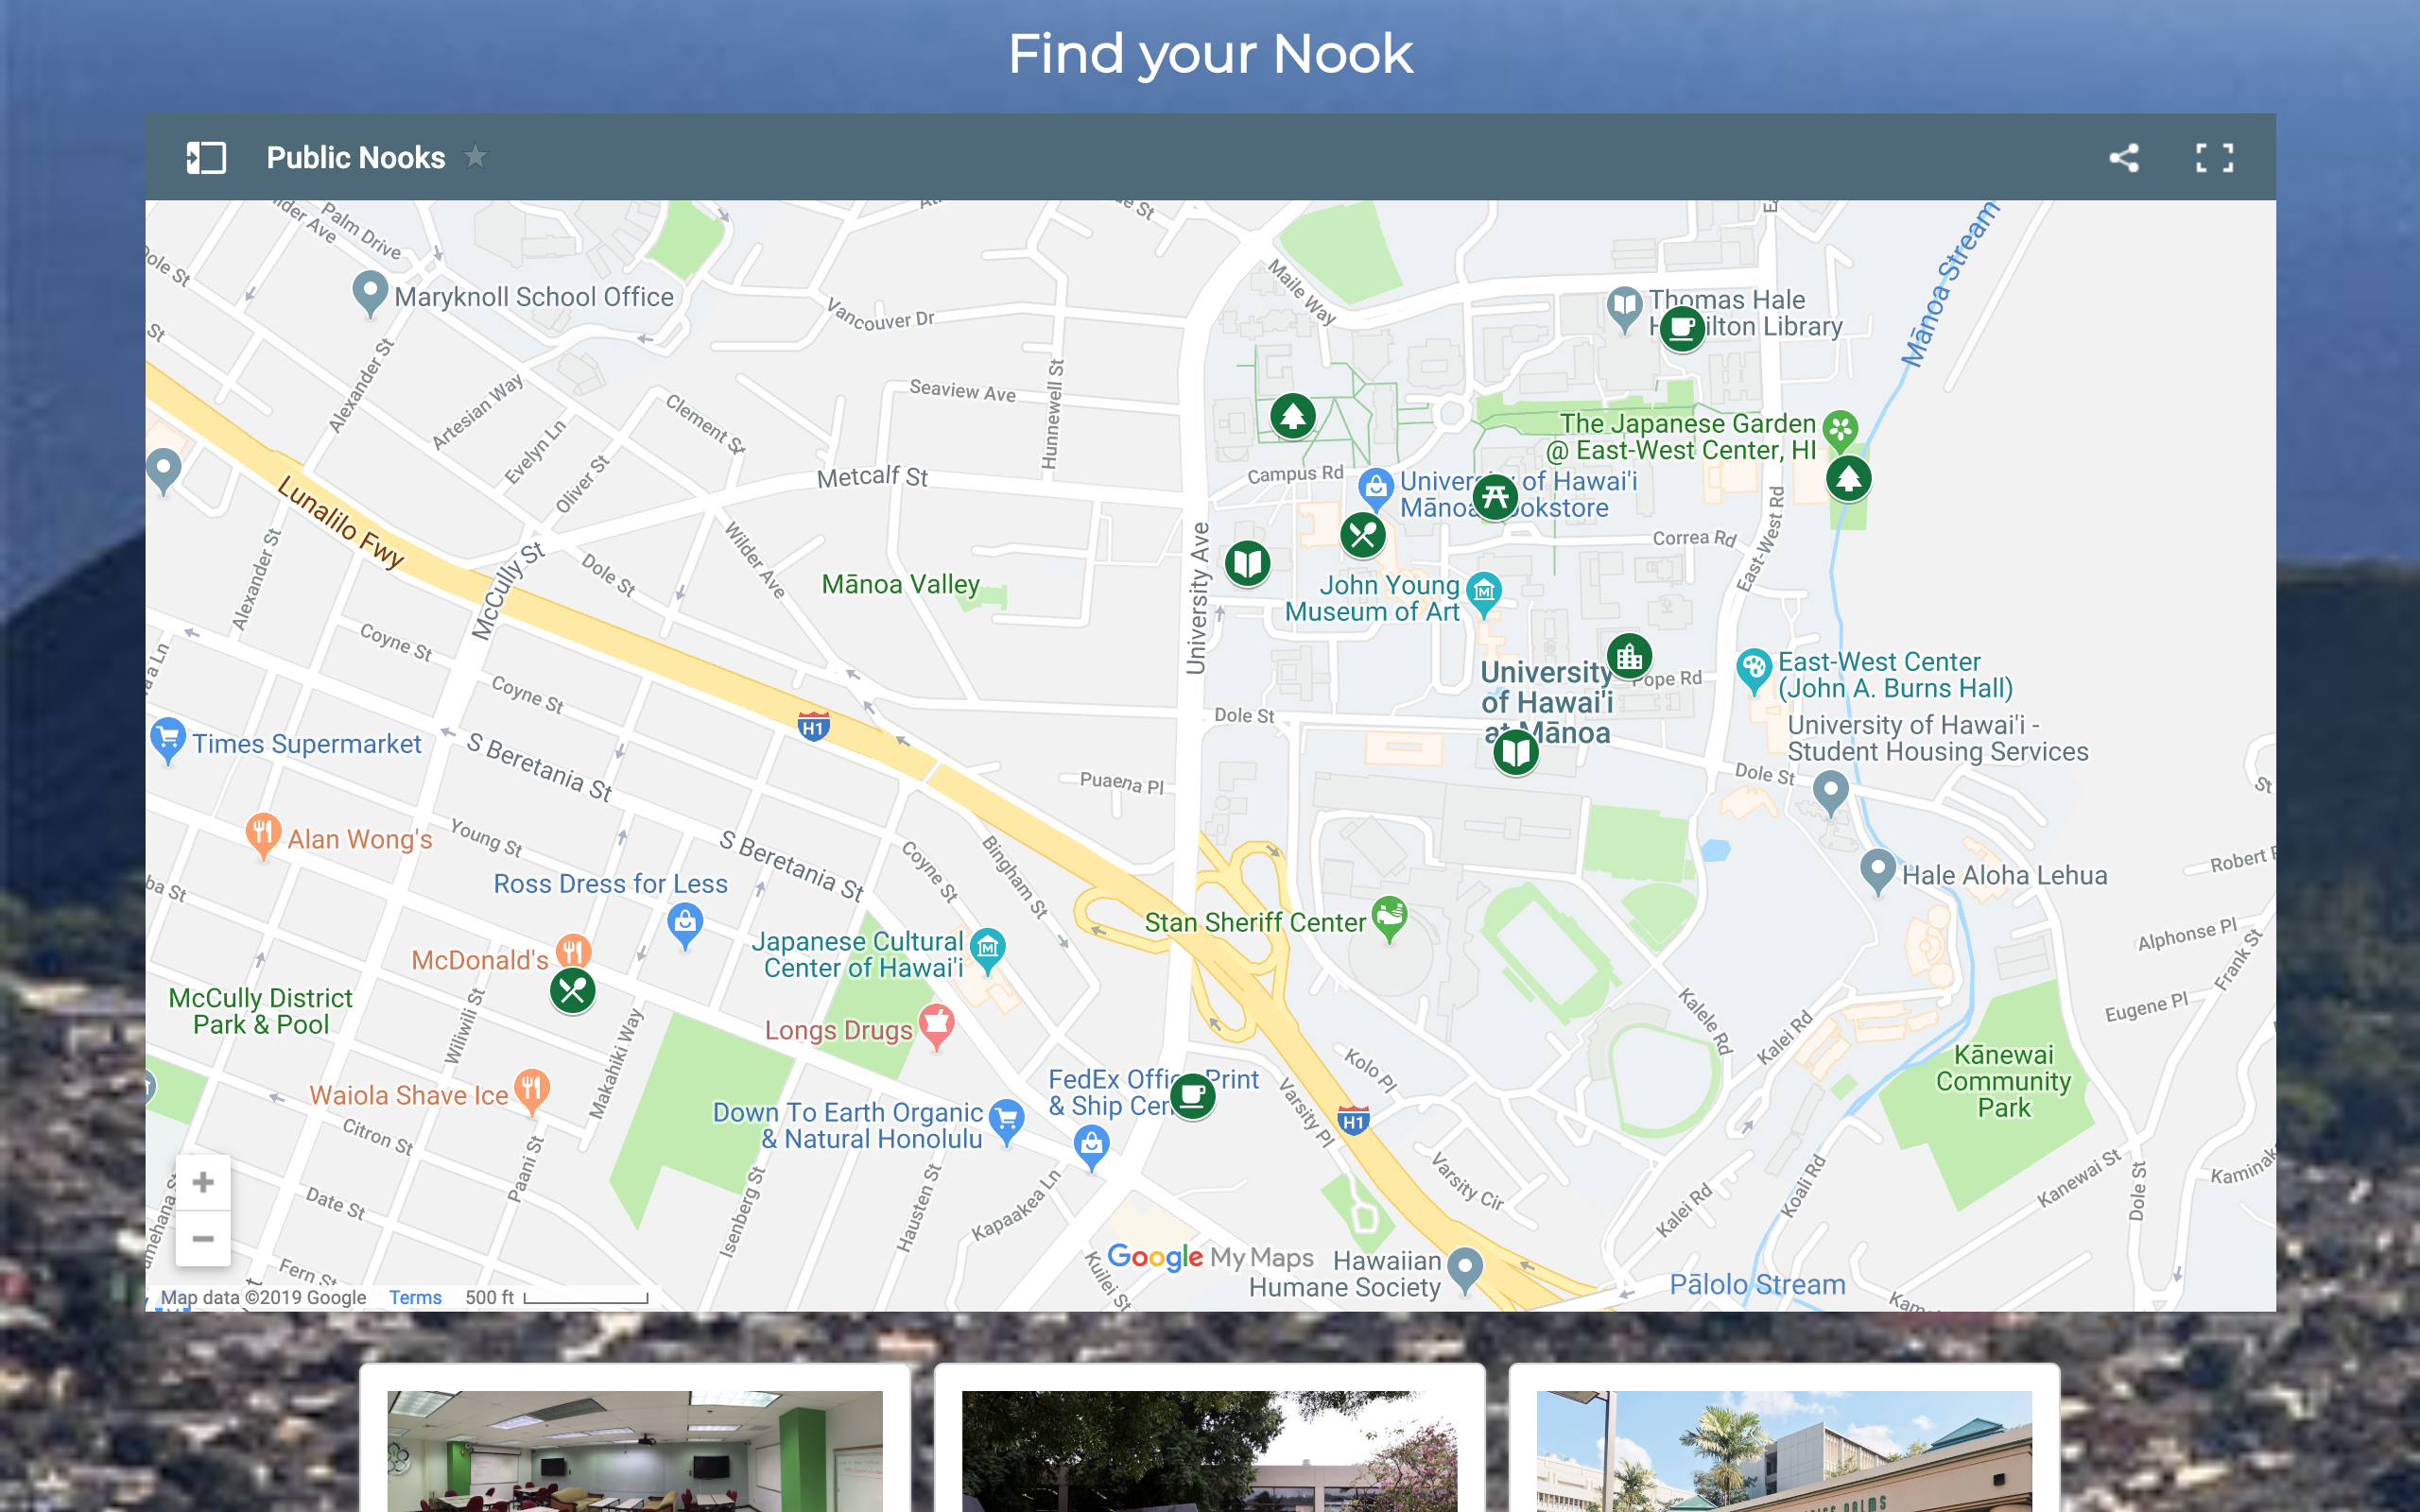 Find your Nook
Public Nooks
Palm Drive
Dole St
Maryknoll School Office
Vancouver Dr
Maile Way
Thomas Hale
Mānoa Stream
Alexander St
Artesian Way
Evelyn Ln
Oliver St
Clement St
Seaview Ave
Hunnewell St
Metcalf St
Campus Rd
The Japanese Garden
@ East-West Center, HI
of Hawai'i
Mānoa
Correa Rd
East-West Rd
Lunalilo Fwy
McCully St
Alexander St
Dole St
Wilder Ave
Mānoa Valley
University Ave
John Young
Museum of Art
Coyne St
Coyne St
University
of Hawai'i
Mānoa
Pope Rd
East-West Center
(John A. Burns Hall)
University of Hawai'i -
Student Housing Services
Dole St
Dole St
H1
Times Supermarket
S Beretania St
Puaena Pl
Alan Wong's
Young St
S Beretania St
Coyne St
Bingham St
Ross Dress for Less
Hale Aloha Lehua
Stan Sheriff Center
Alphonse Pl
Frank St
Eugene Pl
McDonald's
Japanese Cultural
Center of Hawai'i
McCully District
Park & Pool
Wiliwili St
Makahiki Way
Longs Drugs
Kalele Rd
Kalei Rd
Kolo Pl
Kānewai
Community
Park
Waiola Shave Ice
FedEx Office Print
& Ship
Down To Earth Organic
& Natural Honolulu
Varsity Pl
H1
Citron St
Paani St
Date St
Isenberg St
Hausten St
Kapaakea Ln
Varsity Cir
Kalei Rd
Koali Rd
Kanewai St
Dole St
Fern St
Kuilei St
Google My Maps
Hawaiian
Humane Society
Pālolo Stream
Map data ©2019 Google Terms 500 ft